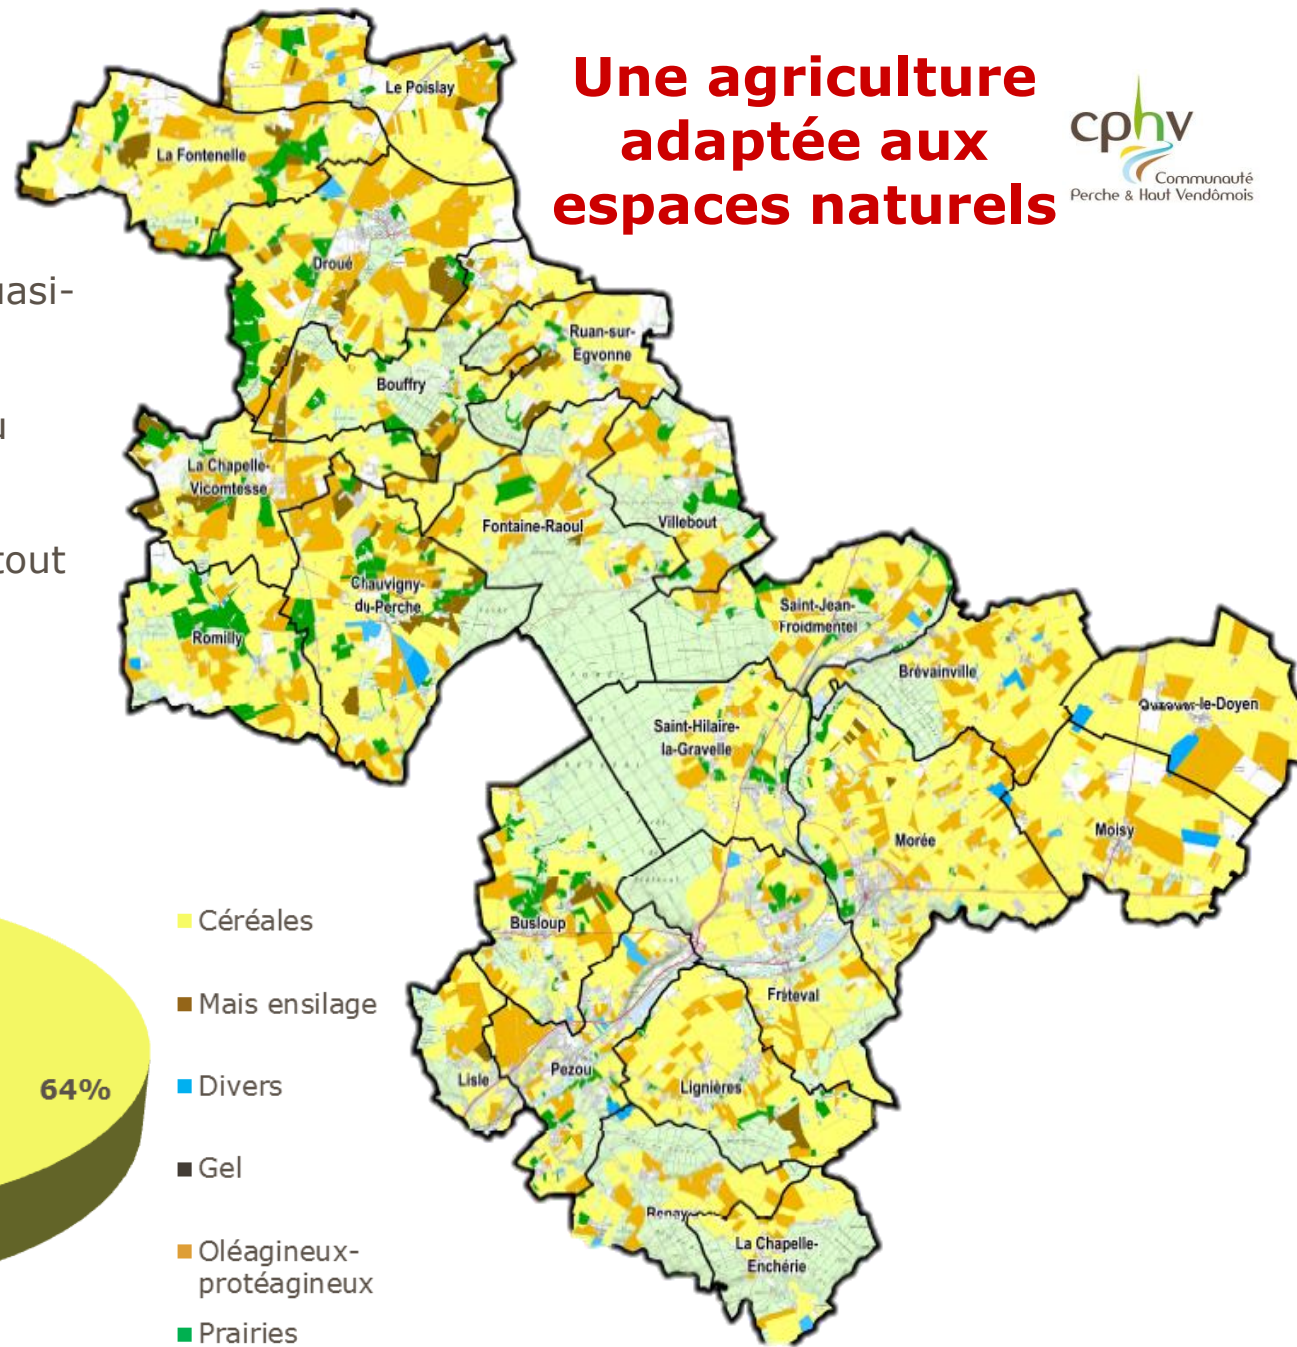 Une agriculture
adaptée aux
espaces naturels
cphv
Communauté
Perche & Haut Vendômois
uasi-
u
tout
Le Poislay
La Fontenelle
Droué
Ruan-sur-
Egvonne
Bouffry
La Chapelle-
Vicomtesse
Fontaine-Raoul
Villebout
Chauvigny-
du-Perche
Romilly
Saint-Jean-
Froidmentel
Brévainville
Ouzouer-le-Doyen
Saint-Hilaire-
la-Gravelle
Morée
Moisy
Busloup
Fréteval
Lisle
Pezou
Lignières
Renay
La Chapelle-
Enchérie
64%
Céréales
Mais ensilage
Divers
Gel
Oléagineux-
protéagineux
Prairies